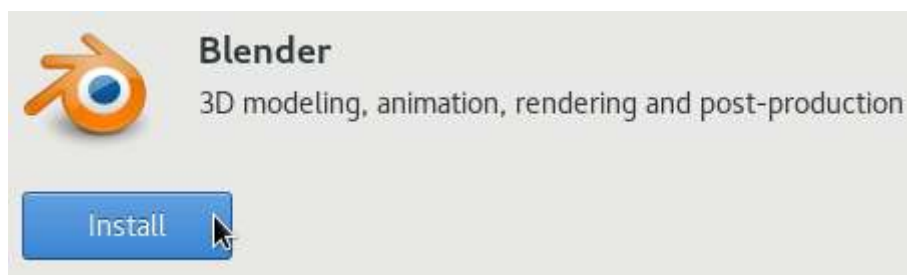 Blender
3D modeling, animation, rendering and post-production
Install